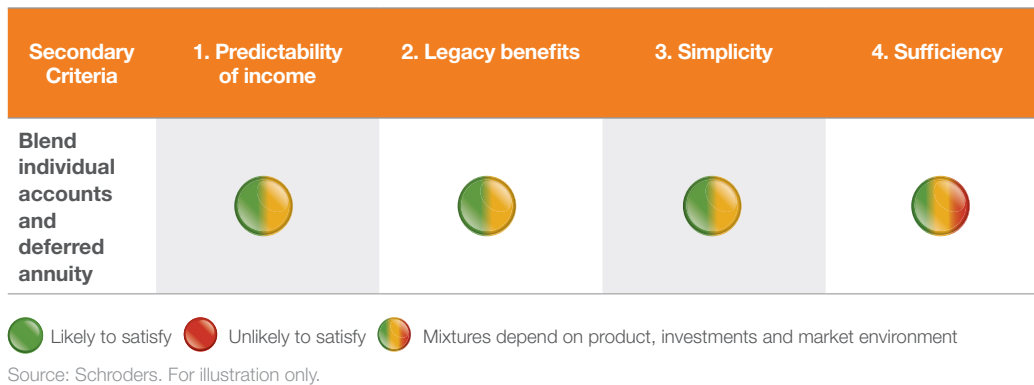 Secondary
Criteria
1. Predictability
of income
2. Legacy benefits
3. Simplicity
4. Sufficiency
Blend
individual
accounts
and
deferred
annuity
Likely to satisfy
Unlikely to satisfy
Mixtures depend on product, investments and market environment
Source: Schroders. For illustration only.